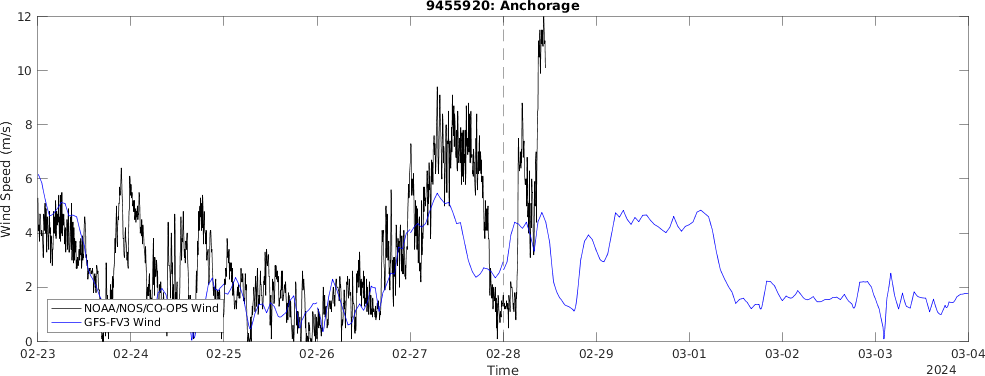 9455920: Anchorage
12
10
8
6
4
2
0
Wind Speed (m/s)
NOAA/NOS/CO-OPS Wind
GFS-FV3 Wind
02-23 02-24 02-25 02-26 02-27 02-28 02-29 03-01 03-02 03-03 03-04
Time
2024